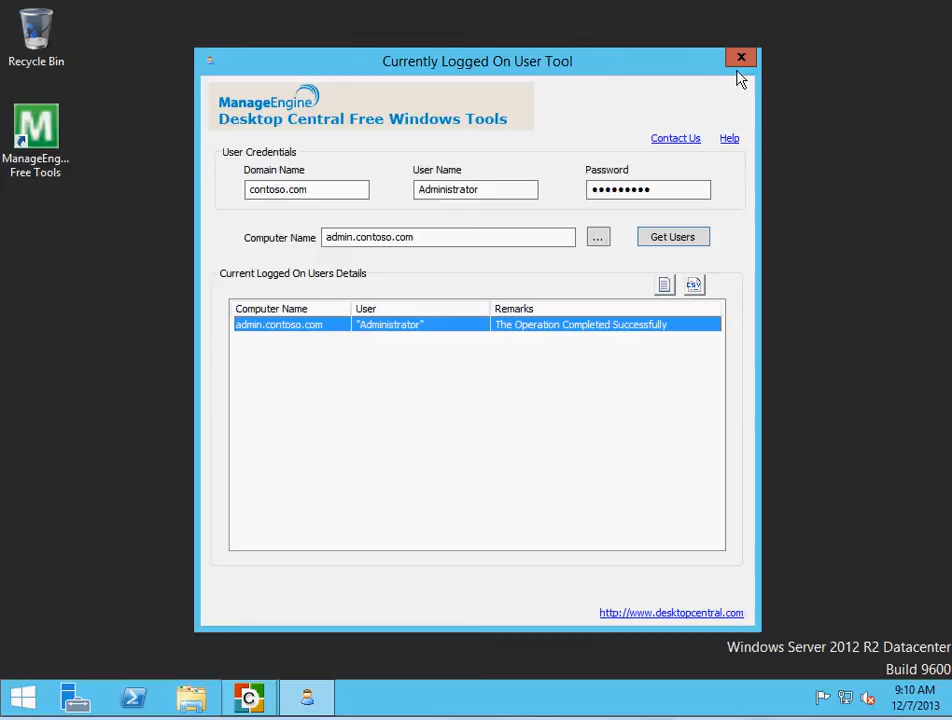 Recycle Bin
ManageEng...
Free Tools
Currently Logged On User Tool
ManageEngine
Desktop Central Free Windows Tools
Contact Us Help
User Credentials
Domain Name User Name Password
contoso.com Administrator •••••••••
Computer Name admin.contoso.com ... Get Users
Current Logged On Users Details
CSV
Computer Name User Remarks
admin.contoso.com "Administrator" The Operation Completed Successfully
http://www.desktopcentral.com
Windows Server 2012 R2 Datacenter
Build 9600
9:10 AM
12/7/2013